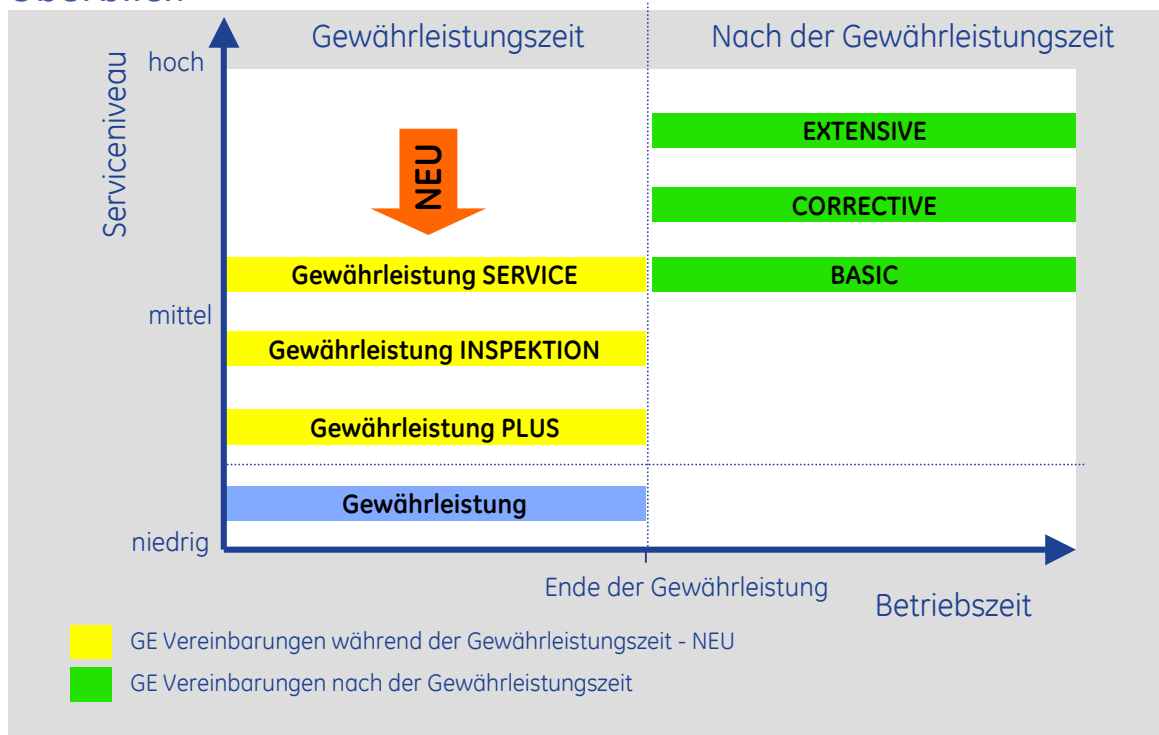 Überblick
Gewährleistungszeit
Nach der Gewährleistungszeit
Serviceniveau
hoch
EXTENSIVE
NEU
CORRECTIVE
Gewährleistung SERVICE
BASIC
mittel
Gewährleistung INSPEKTION
Gewährleistung PLUS
Gewährleistung
niedrig
Ende der Gewährleistung
Betriebszeit
GE Vereinbarungen während der Gewährleistungszeit - NEU
GE Vereinbarungen nach der Gewährleistungszeit